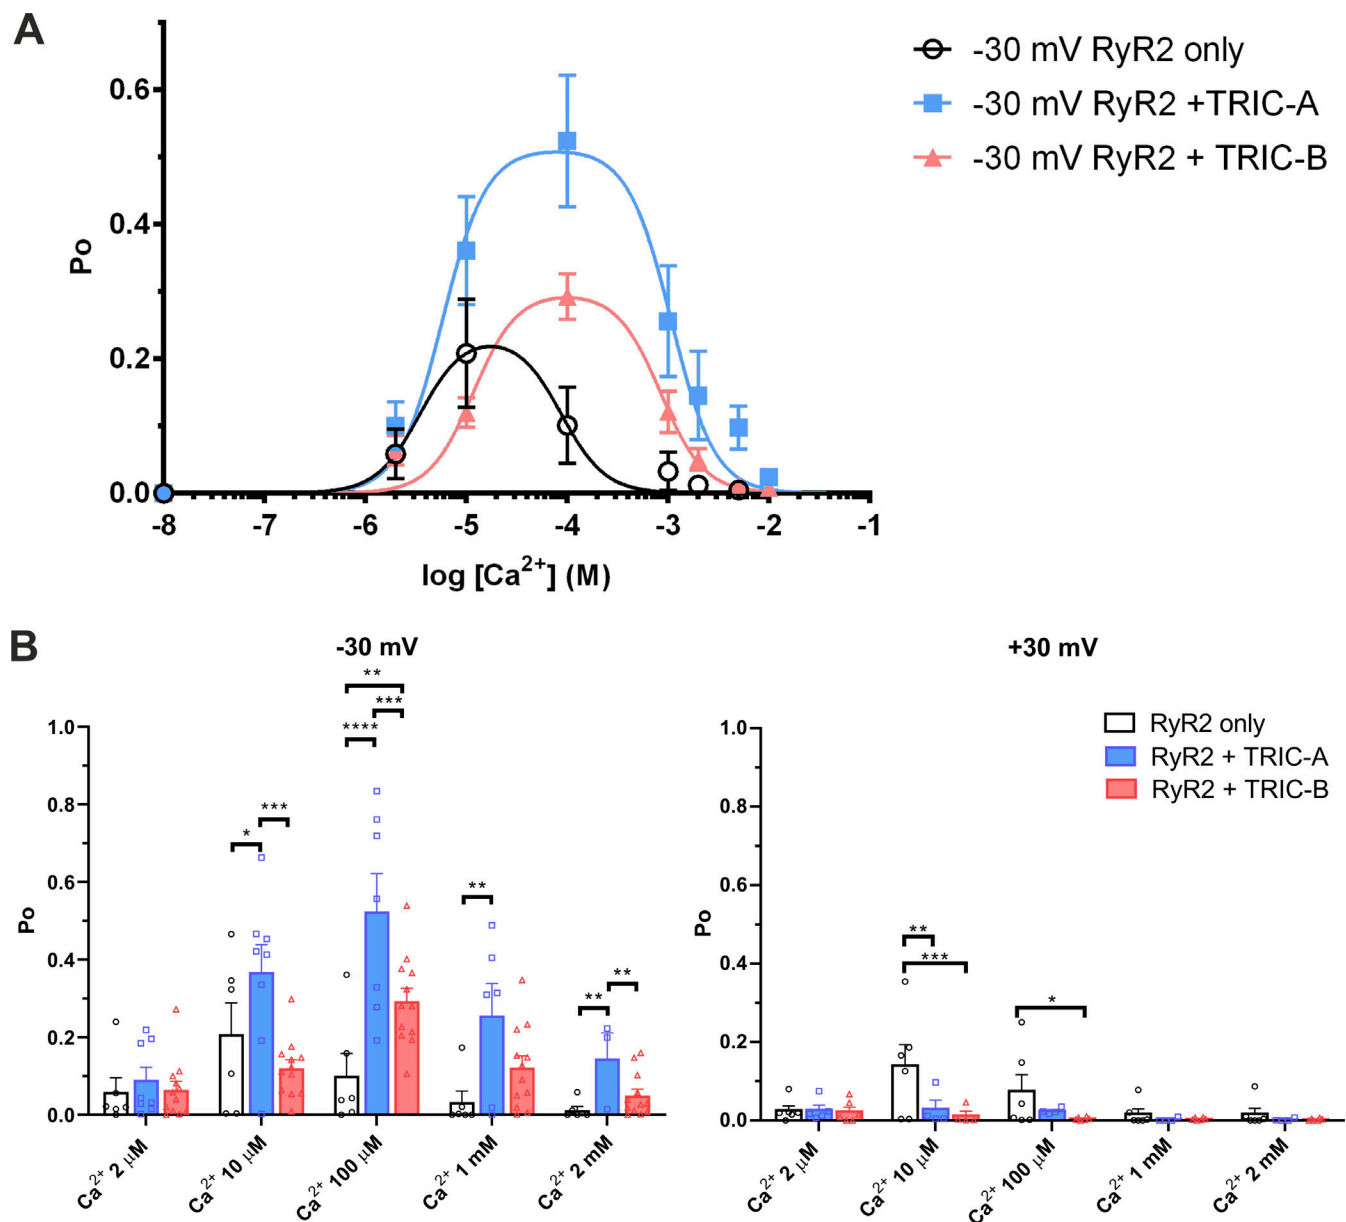 A
-30 mV RyR2 only
-30 mV RyR2 +TRIC-A
-30 mV RyR2 + TRIC-B
Po
0.6
0.4
0.2
0.0
-8 -7 -6 -5 -4 -3 -2 -1
log [Ca²⁺] (M)
B
-30 mV
Po
1.0
0.8
0.6
0.4
0.2
0.0
* *** **** *** ** ** ** **
Ca²⁺ 2 µM
Ca²⁺ 10 µM
Ca²⁺ 100 µM
Ca²⁺ 1 mM
Ca²⁺ 2 mM
+30 mV
RyR2 only
RyR2 + TRIC-A
RyR2 + TRIC-B
Po
1.0
0.8
0.6
0.4
0.2
0.0
** *** *
Ca²⁺ 2 µM
Ca²⁺ 10 µM
Ca²⁺ 100 µM
Ca²⁺ 1 mM
Ca²⁺ 2 mM